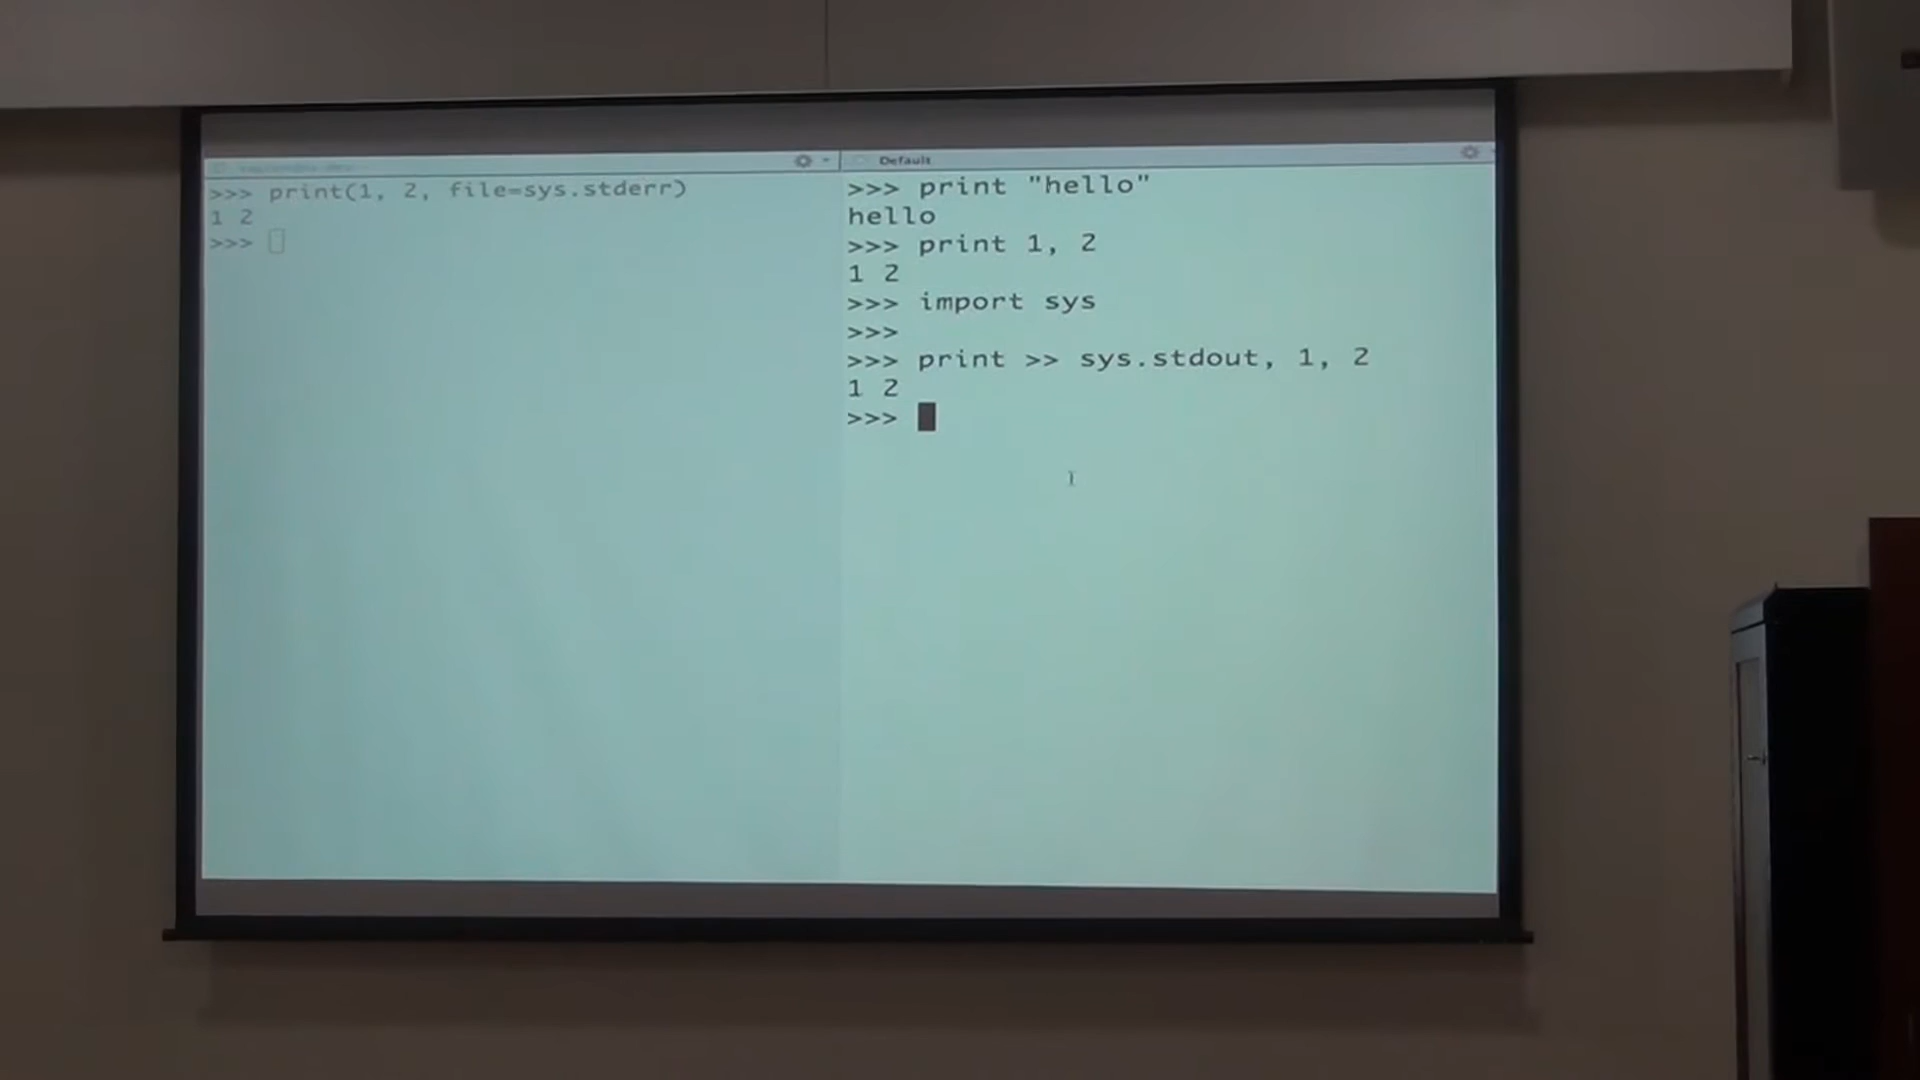 >>> print(1, 2, file=sys.stderr)
1 2
>>>
Default
>>> print "hello"
hello
>>> print 1, 2
1 2
>>> import sys
>>>
>>> print >> sys.stdout, 1, 2
1 2
>>>